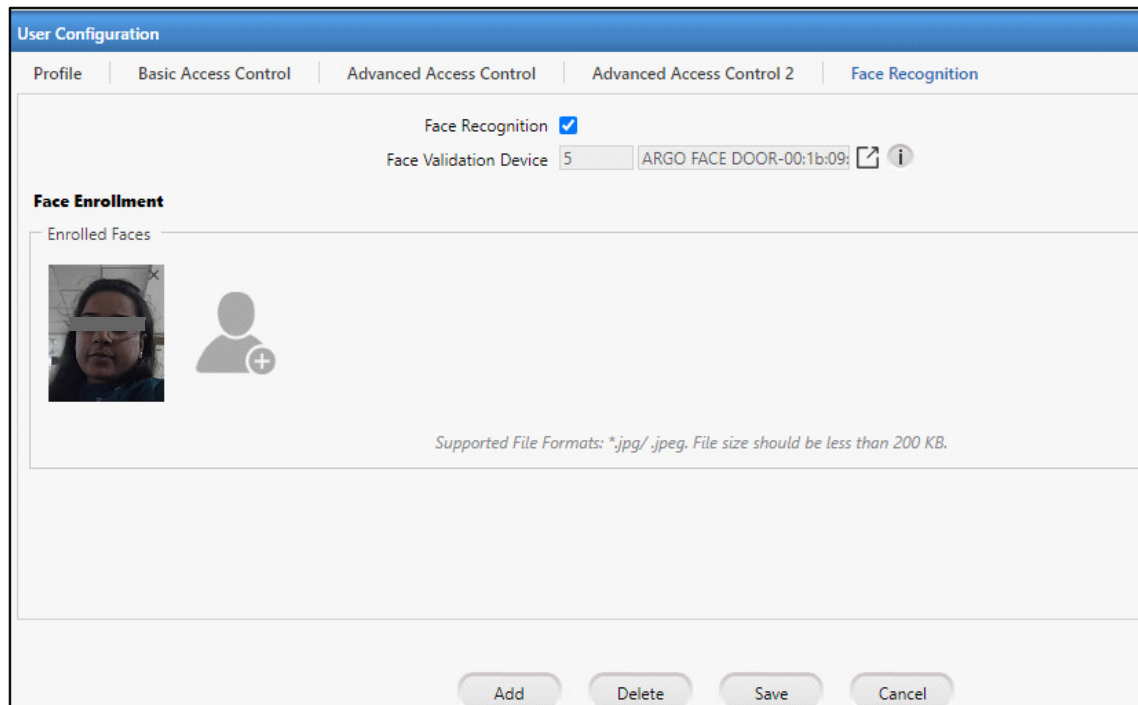 User Configuration
Profile Basic Access Control Advanced Access Control Advanced Access Control 2 Face Recognition
Face Recognition
Face Validation Device 5 ARGO FACE DOOR-00:1b:09:
Face Enrollment
Enrolled Faces
Supported File Formats: *.jpg/ .jpeg. File size should be less than 200 KB.
Add Delete Save Cancel